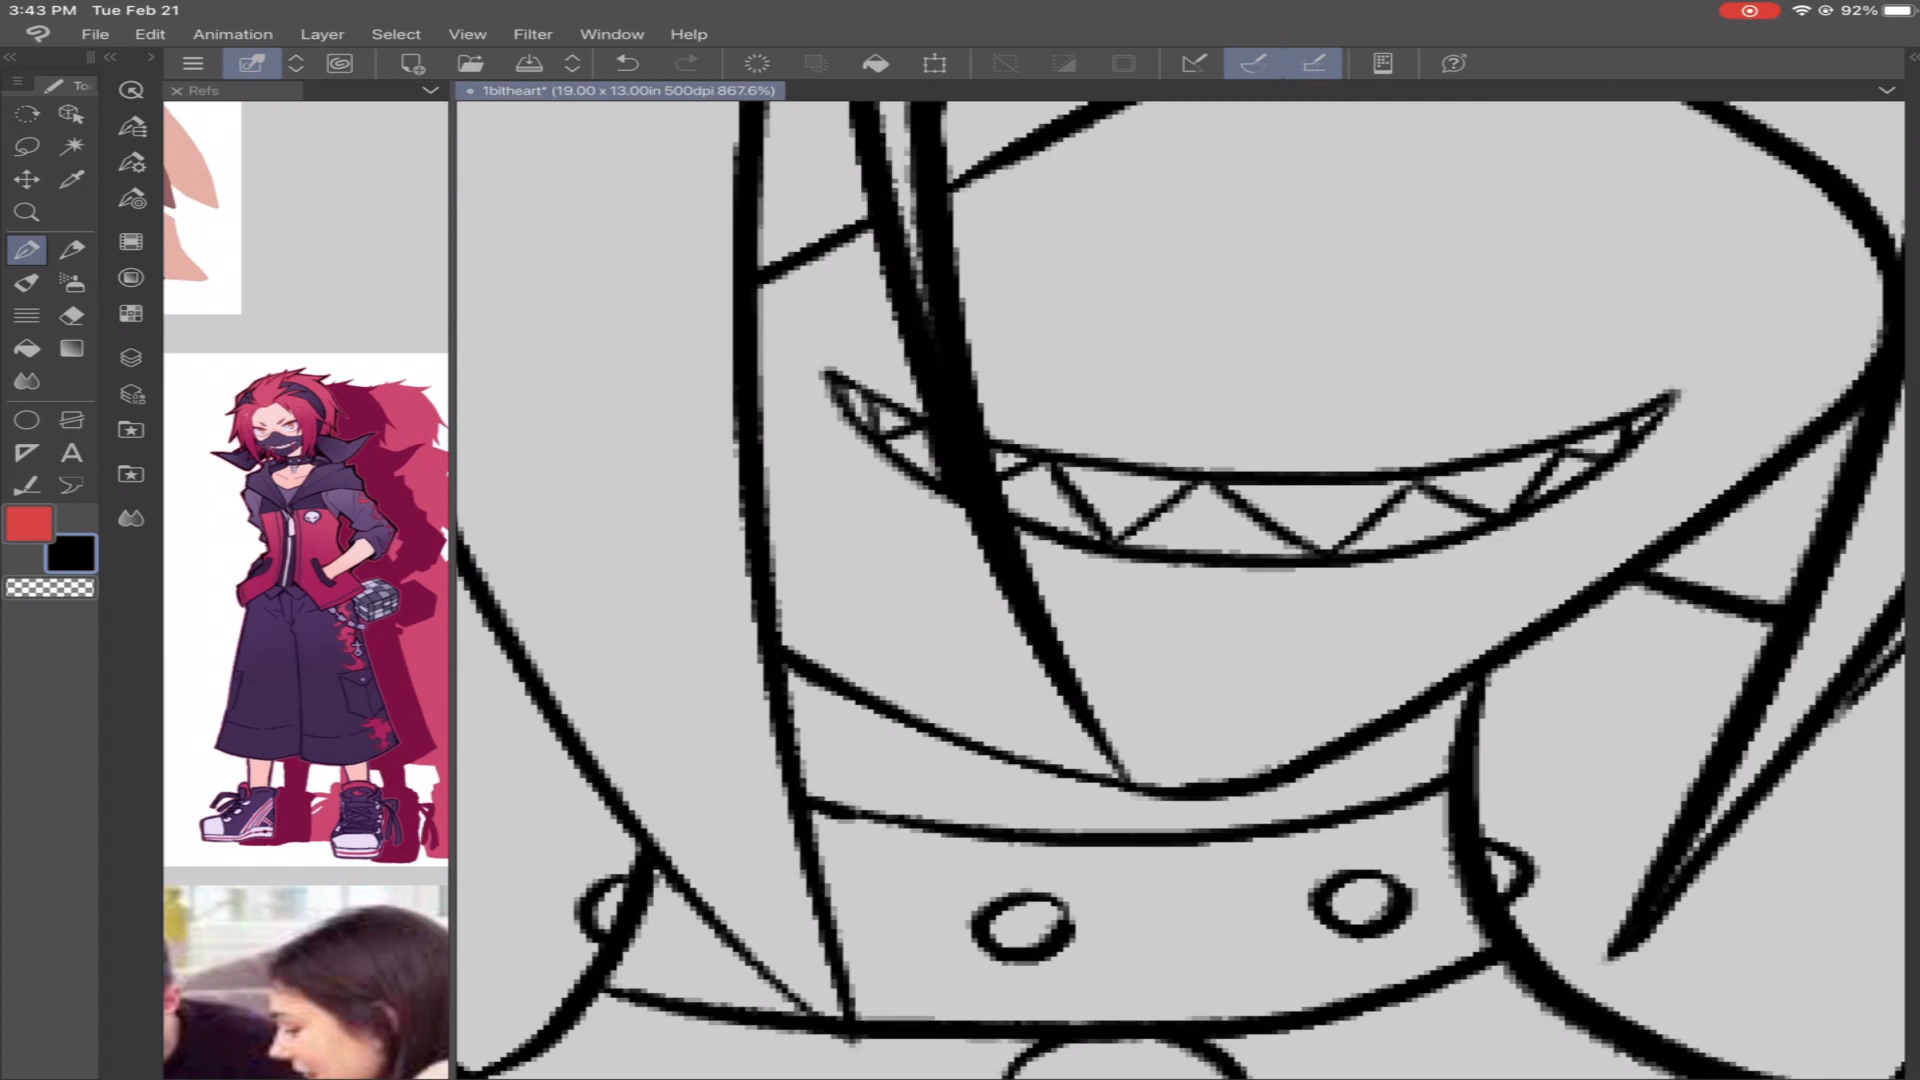 3:43 PM Tue Feb 21
92%
File Edit Animation Layer Select View Filter Window Help
To
Refs
1bitheart* (19.00 x 13.00in 500dpi 867.6%)
A